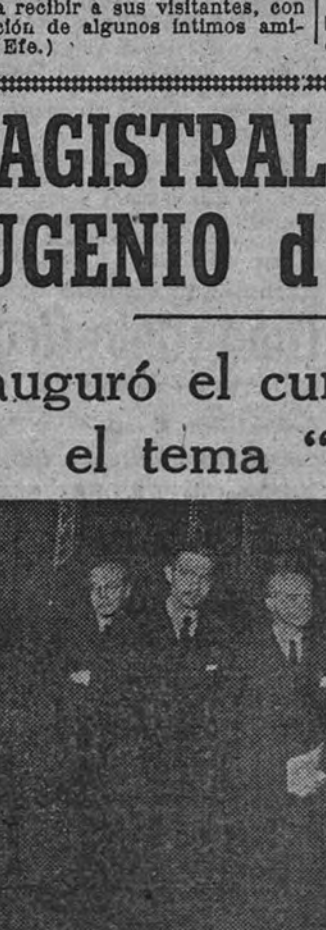 a recibir a sus visitantes, con
ción de algunos íntimos ami-
Efe.)
AGISTRAL
UGENIO d
auguró el cu
el tema “